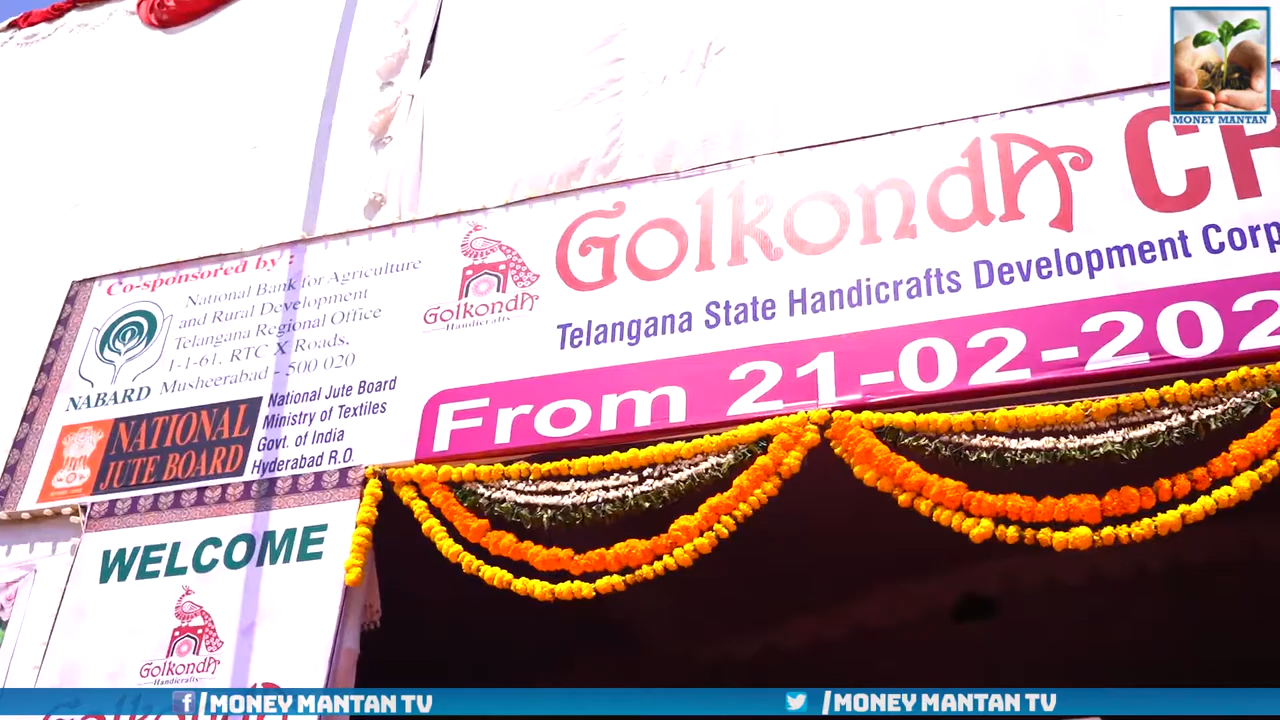 MONEY MANTAN
Co-sponsored by :
National Bank for Agriculture
and Rural Development
Telangana Regional Office
1-1-61, RTC X Roads,
Musheerabad - 500 020
NABARD
NATIONAL
JUTE BOARD
National Jute Board
Ministry of Textiles
Govt. of India
Hyderabad R.O.
Golkonda
Handicrafts
Golkonda CR
Telangana State Handicrafts Development Corp
From 21-02-202
WELCOME
Golkonda
Handicrafts
Golkonda
/MONEY MANTAN TV
/MONEY MANTAN TV